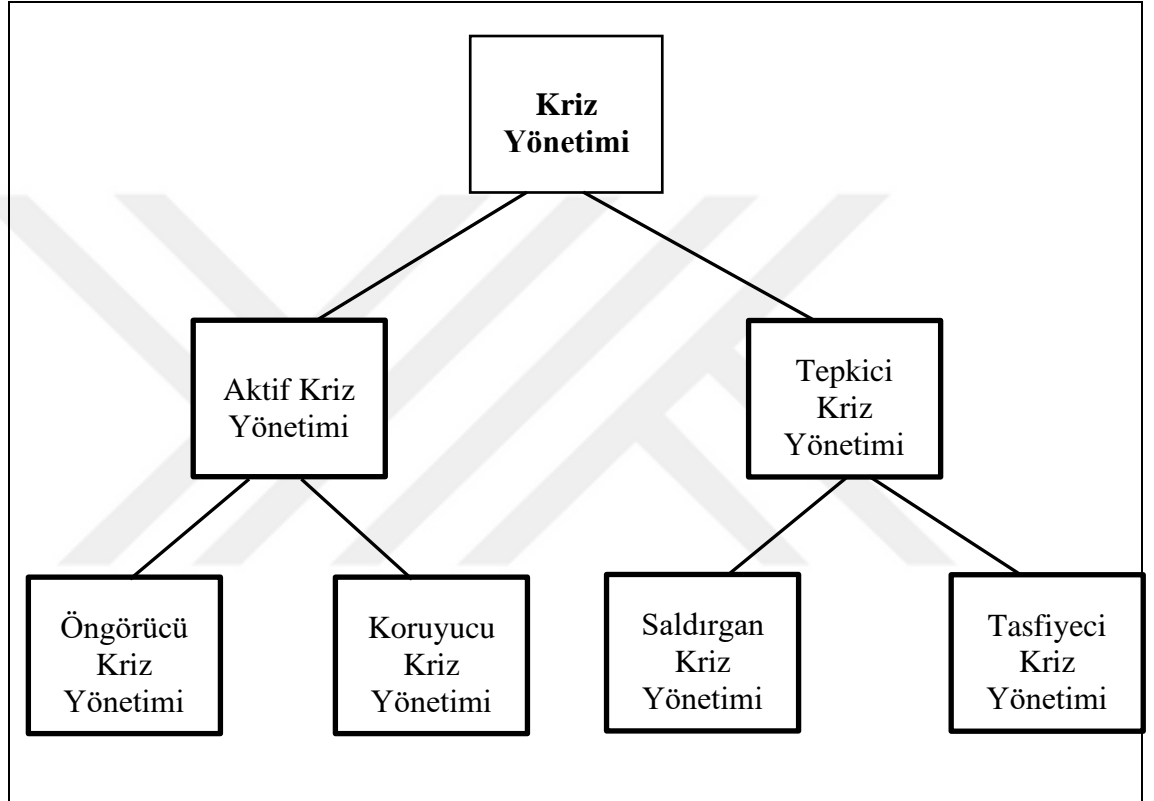 Kriz
Yönetimi
Aktif Kriz
Yönetimi
Tepkici
Kriz
Yönetimi
Öngörücü
Kriz
Yönetimi
Koruyucu
Kriz
Yönetimi
Saldırgan
Kriz
Yönetimi
Tasfiyeci
Kriz
Yönetimi